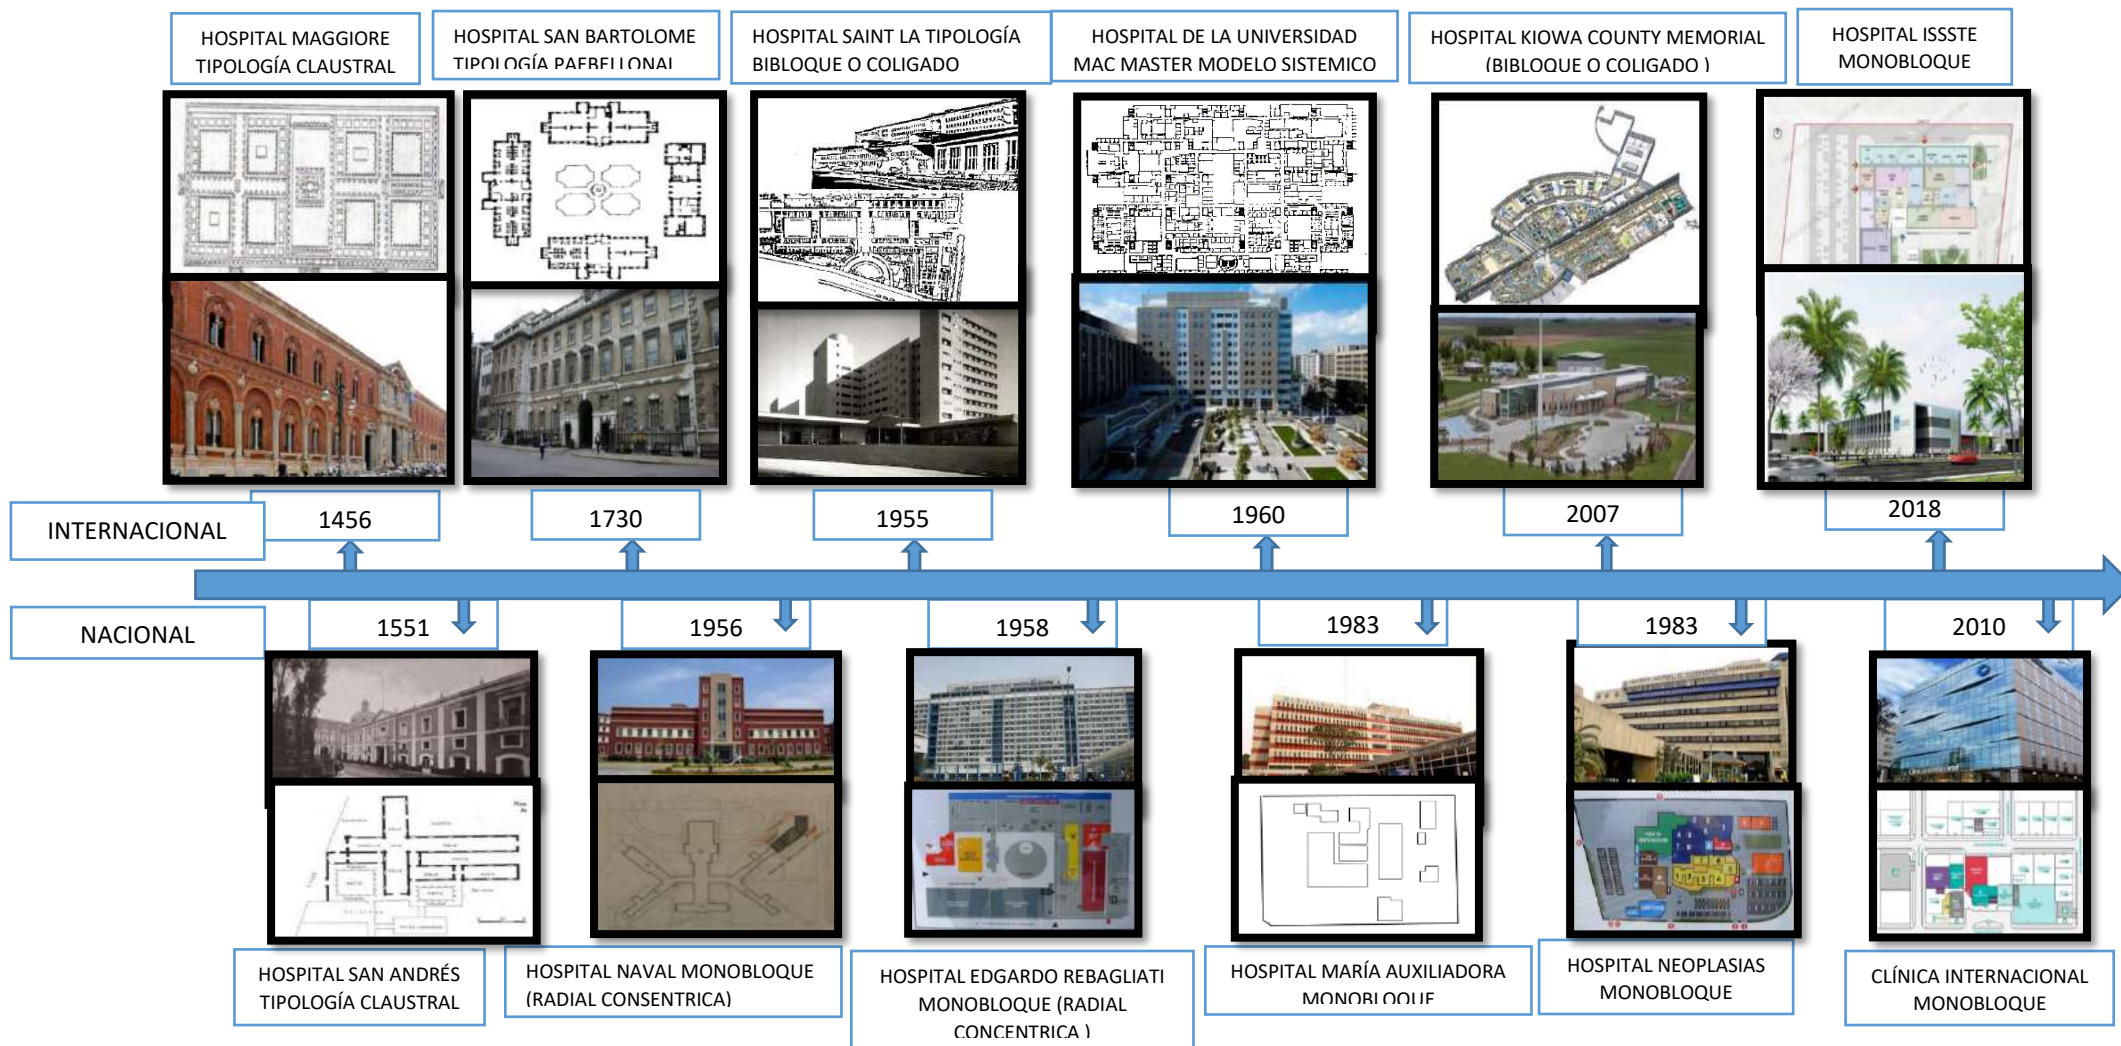 HOSPITAL MAGGIORE
TIPOLOGÍA CLAUSTRAL
HOSPITAL SAN BARTOLOME
TIPOLOGÍA PAEBELLONAL
HOSPITAL SAINT LA TIPOLOGÍA
BIBLOQUE O COLIGADO
HOSPITAL DE LA UNIVERSIDAD
MAC MASTER MODELO SISTEMICO
HOSPITAL KIOWA COUNTY MEMORIAL
(BIBLOQUE O COLIGADO )
HOSPITAL ISSSTE
MONOBLOQUE
INTERNACIONAL
1456
1730
1955
1960
2007
2018
NACIONAL
1551
1956
1958
1983
1983
2010
HOSPITAL SAN ANDRÉS
TIPOLOGÍA CLAUSTRAL
HOSPITAL NAVAL MONOBLOQUE
(RADIAL CONSENTRICA)
HOSPITAL EDGARDO REBAGLIATI
MONOBLOQUE (RADIAL
CONCENTRICA )
HOSPITAL MARÍA AUXILIADORA
MONOBLOQUE
HOSPITAL NEOPLASIAS
MONOBLOQUE
CLÍNICA INTERNACIONAL
MONOBLOQUE